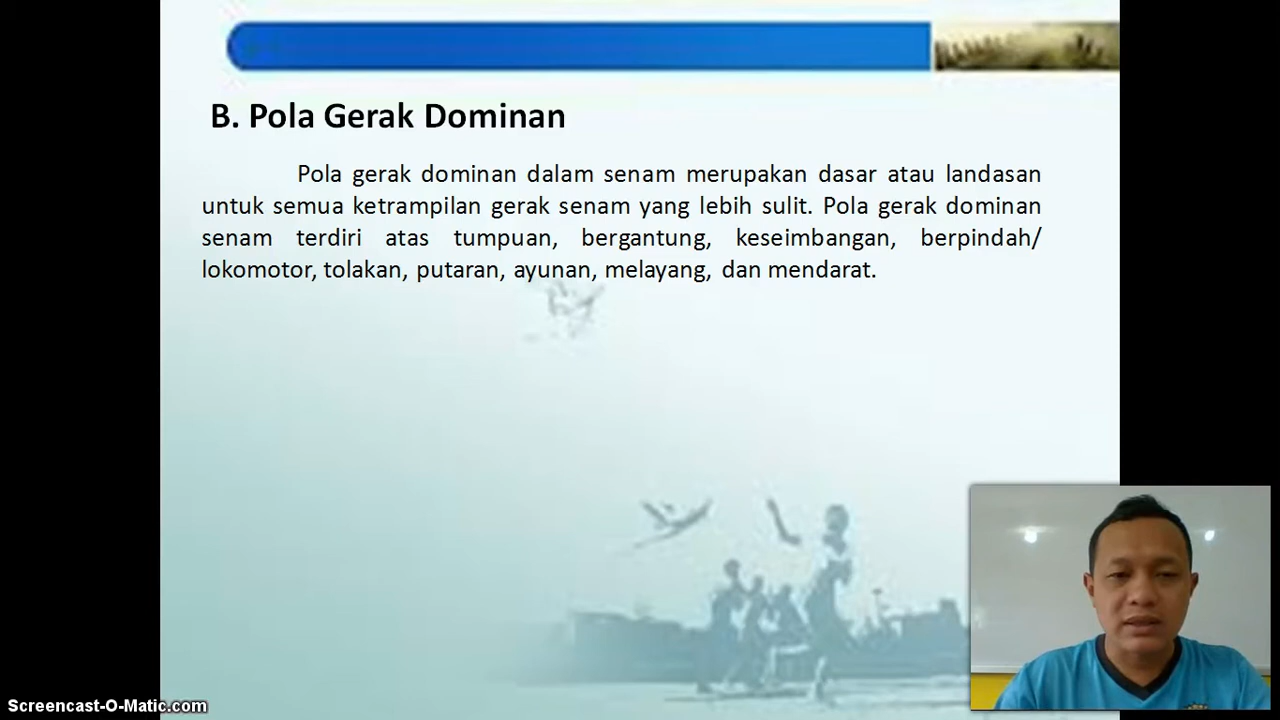 B. Pola Gerak Dominan
Pola gerak dominan dalam senam merupakan dasar atau landasan
untuk semua ketrampilan gerak senam yang lebih sulit. Pola gerak dominan
senam terdiri atas tumpuan, bergantung, keseimbangan, berpindah/
lokomotor, tolakan, putaran, ayunan, melayang, dan mendarat.
Screencast-O-Matic.com